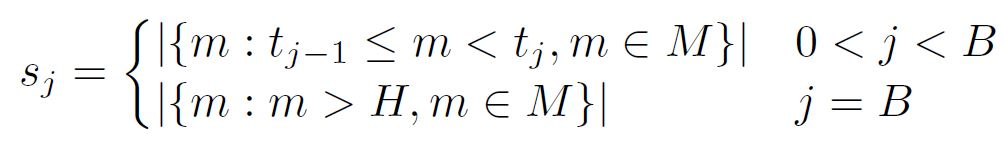 s_j = { |{m : t_{j−1} ≤ m < t_j, m ∈ M}|   0 < j < B
|{m : m > H, m ∈ M}|   j = B